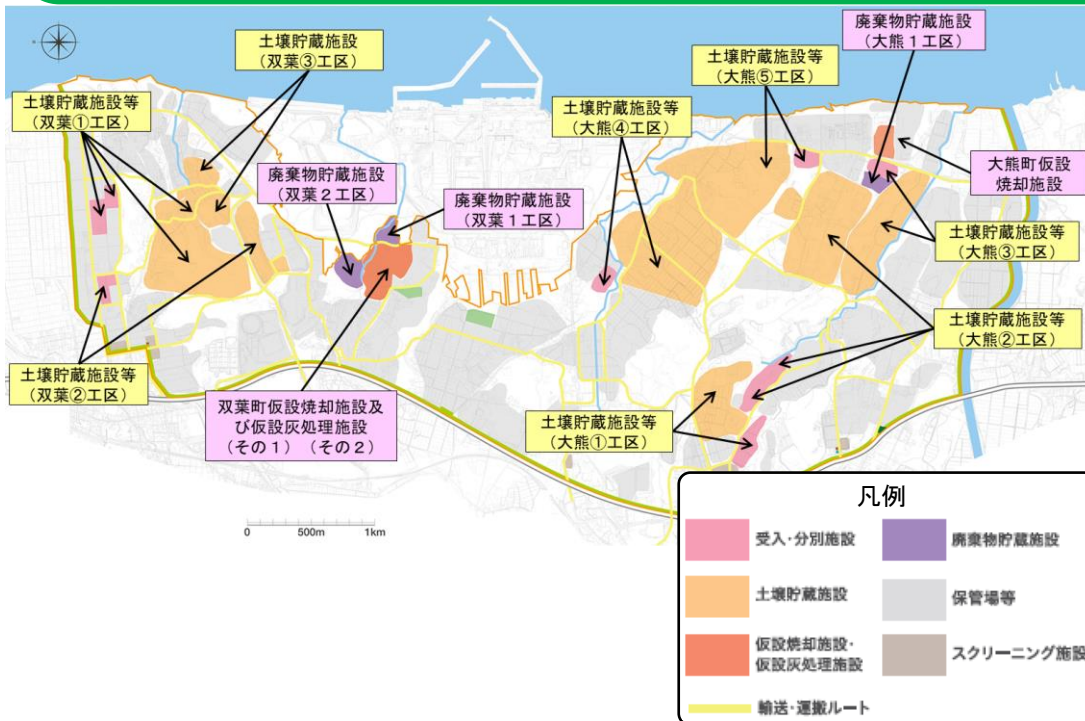 廃棄物貯蔵施設
(大熊1工区)
土壌貯蔵施設
(双葉③工区)
土壌貯蔵施設等
(大熊⑤工区)
土壌貯蔵施設等
(双葉①工区)
土壌貯蔵施設等
(大熊④工区)
廃棄物貯蔵施設
(双葉2工区)
廃棄物貯蔵施設
(双葉1工区)
大熊町仮設
焼却施設
土壌貯蔵施設等
(大熊③工区)
土壌貯蔵施設等
(大熊②工区)
土壌貯蔵施設等
(双葉②工区)
双葉町仮設焼却施設及
び仮設灰処理施設
(その1) (その2)
土壌貯蔵施設等
(大熊①工区)
0 500m 1km
凡例
受入・分別施設
廃棄物貯蔵施設
土壌貯蔵施設
保管場等
仮設焼却施設・
仮設灰処理施設
スクリーニング施設
輸送・運搬ルート